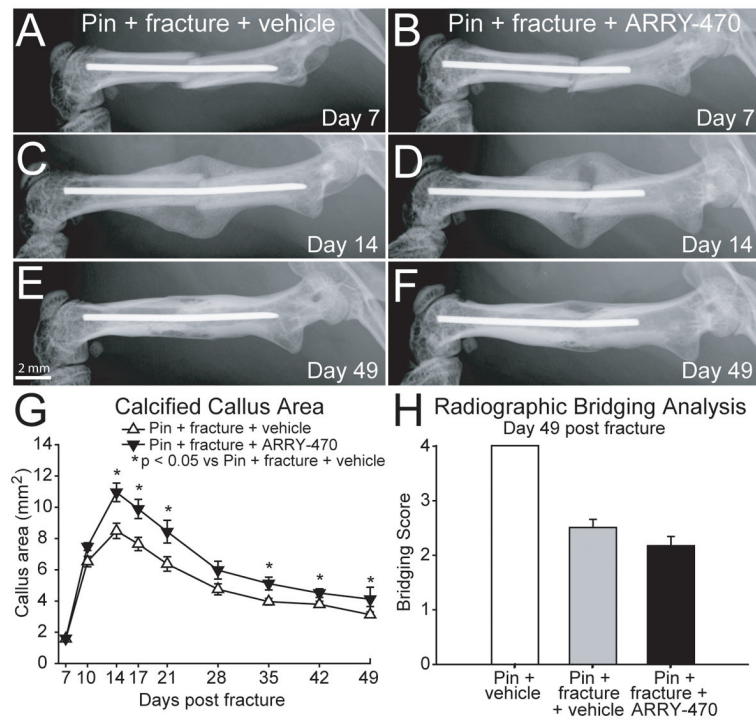 A Pin + fracture + vehicle
Day 7
B Pin + fracture + ARRY-470
Day 7
C
Day 14
D
Day 14
E
2 mm
Day 49
F
Day 49
G Calcified Callus Area
Pin + fracture + vehicle
Pin + fracture + ARRY-470
* p < 0.05 vs Pin + fracture + vehicle
Callus area (mm²)
14
12
10
8
6
4
2
0
* * * * * *
7 10 14 17 21 28 35 42 49
Days post fracture
H Radiographic Bridging Analysis
Day 49 post fracture
Bridging Score
4
4
2
0
Pin + vehicle
Pin + fracture + vehicle
Pin + fracture + ARRY-470